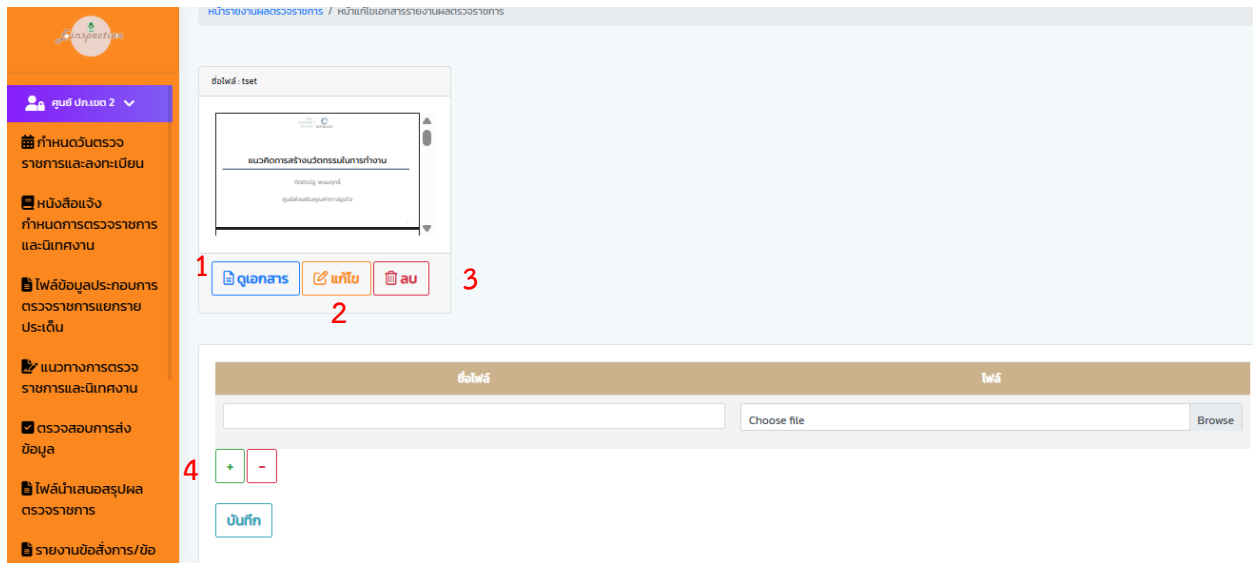 หน้ารายงานผลตรวจราชการ / หน้าแก้ไขเอกสารรายงานผลตรวจราชการ
inspection
ศูนย์ ปภ.เขต 2
กำหนดวันตรวจ
ราชการและลงทะเบียน
หนังสือแจ้ง
กำหนดการตรวจราชการ
และนิเทศงาน
ไฟล์ข้อมูลประกอบการ
ตรวจราชการแยกราย
ประเด็น
แนวทางการตรวจ
ราชการและนิเทศงาน
ตรวจสอบการส่ง
ข้อมูล
ไฟล์นำเสนอสรุปผล
ตรวจราชการ
รายงานข้อสั่งการ/ข้อ
ชื่อไฟล์ : tset
แนวคิดการสร้างนวัตกรรมในการทำงาน
1
ดูเอกสาร แก้ไข ลบ
3
2
ชื่อไฟล์ ไฟล์
Choose file Browse
4
+ -
บันทึก